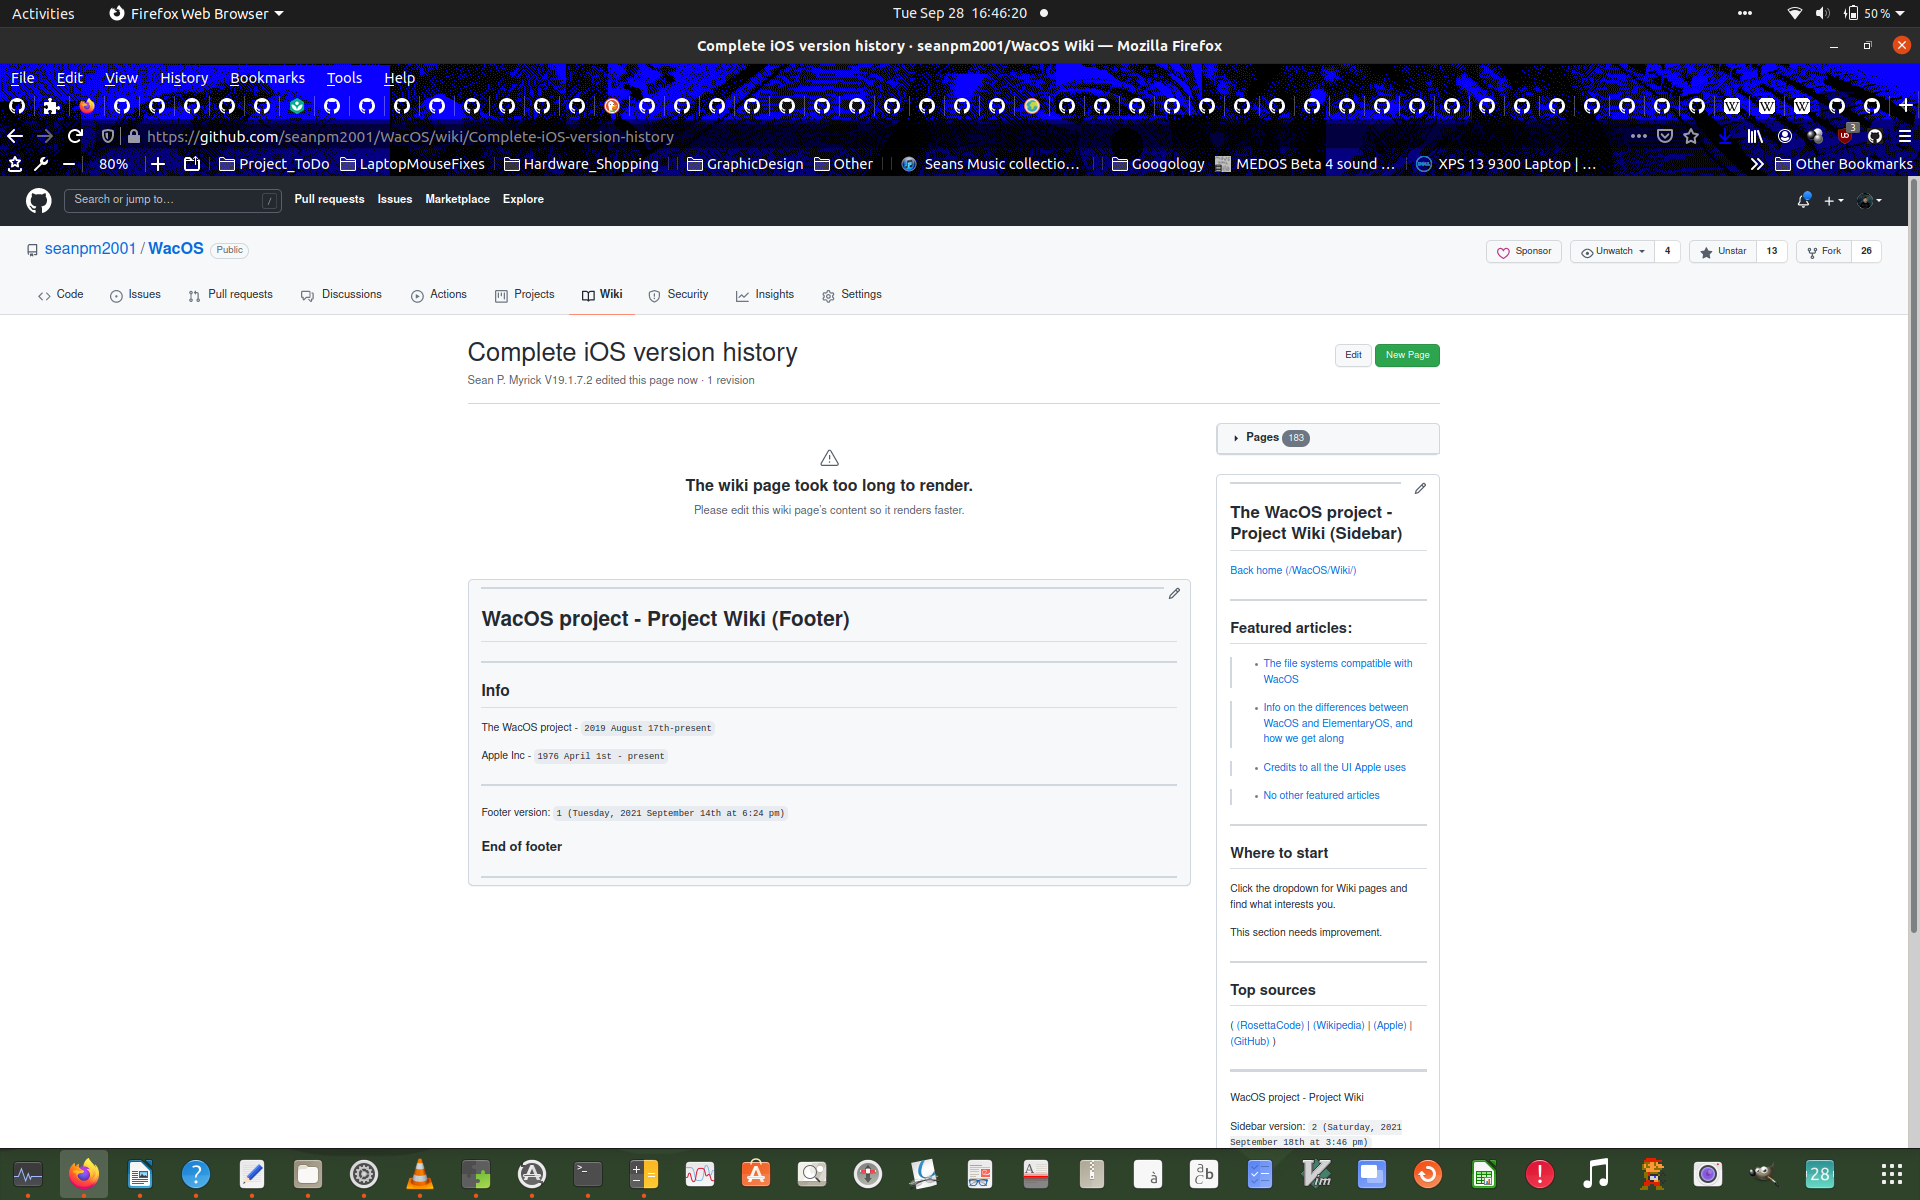 Activities
Firefox Web Browser
Tue Sep 28 16:46:20
50 %
Complete iOS version history · seanpm2001/WacOS Wiki — Mozilla Firefox
File Edit View History Bookmarks Tools Help
https://github.com/seanpm2001/WacOS/wiki/Complete-iOS-version-history
3
80%
Project_ToDo
LaptopMouseFixes
Hardware_Shopping
GraphicDesign
Other
Seans Music collectio…
Googology
MEDOS Beta 4 sound …
XPS 13 9300 Laptop | …
Other Bookmarks
Search or jump to…
/
Pull requests Issues Marketplace Explore
seanpm2001 / WacOS Public
Sponsor
Unwatch 4
Unstar 13
Fork 26
Code
Issues
Pull requests
Discussions
Actions
Projects
Wiki
Security
Insights
Settings
Complete iOS version history
Edit
New Page
Sean P. Myrick V19.1.7.2 edited this page now · 1 revision
The wiki page took too long to render.
Please edit this wiki page's content so it renders faster.
WacOS project - Project Wiki (Footer)
Info
The WacOS project - 2019 August 17th-present
Apple Inc - 1976 April 1st - present
Footer version: 1 (Tuesday, 2021 September 14th at 6:24 pm)
End of footer
Pages 183
The WacOS project -
Project Wiki (Sidebar)
Back home (/WacOS/Wiki/)
Featured articles:
• The file systems compatible with
WacOS
• Info on the differences between
WacOS and ElementaryOS, and
how we get along
• Credits to all the UI Apple uses
• No other featured articles
Where to start
Click the dropdown for Wiki pages and
find what interests you.
This section needs improvement.
Top sources
( (RosettaCode) | (Wikipedia) | (Apple) |
(GitHub) )
WacOS project - Project Wiki
Sidebar version: 2 (Saturday, 2021
September 18th at 3:46 pm)
28